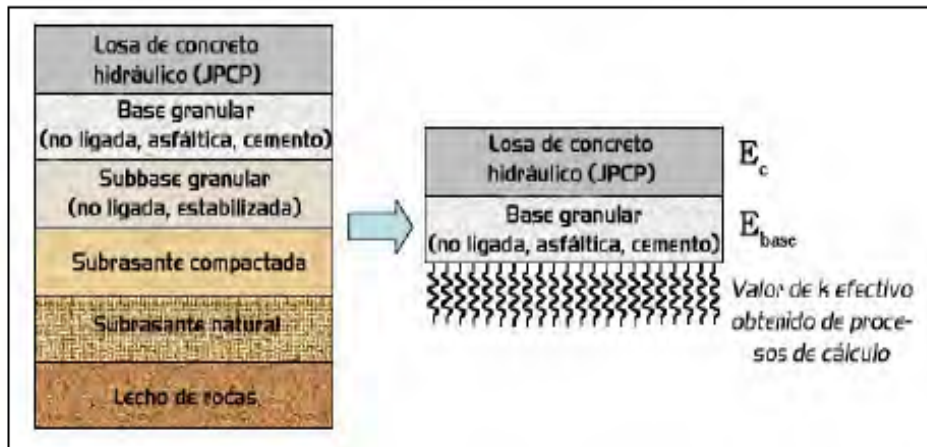 Losa de concreto
hidráulico (JPCP)
Base granular
(no ligada, asfáltica, cemento)
Subbase granular
(no ligada, estabilizada)
Subrasante compactada
Subrasante natural
Lecho de rocas
Losa de concreto
hidráulico (JPCP)
Base granular
(no ligada, asfáltica, cemento)
E_c
E_base
Valor de k efectivo
obtenido de proce-
sos de cálculo